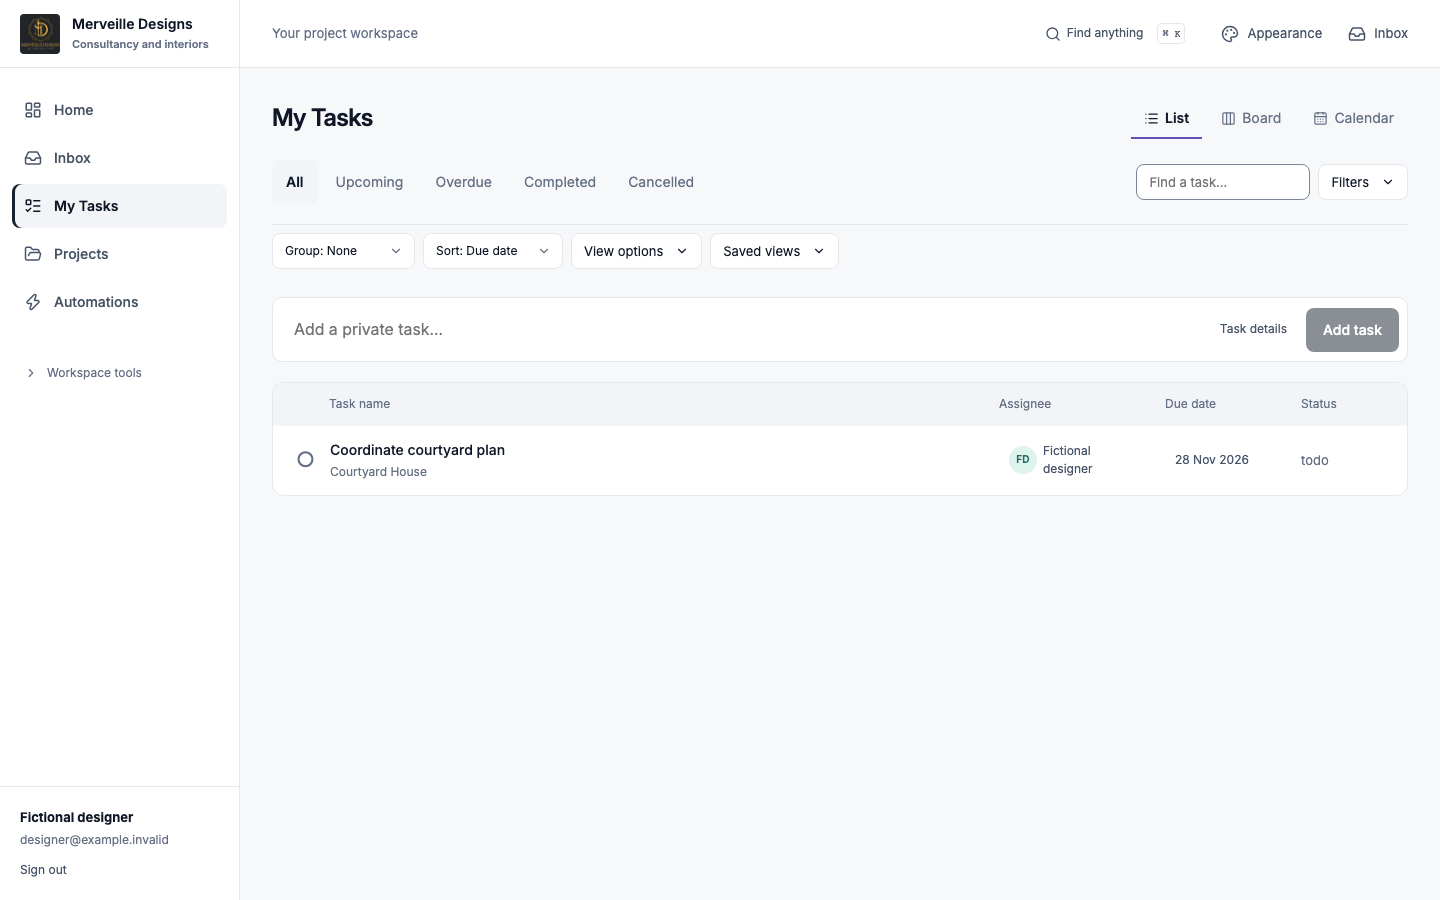 Merveille Designs
Consultancy and interiors
Your project workspace
Find anything
⌘ K
Appearance
Inbox
Home
Inbox
My Tasks
Projects
Automations
Workspace tools
My Tasks
List
Board
Calendar
All
Upcoming
Overdue
Completed
Cancelled
Find a task...
Filters
Group: None
Sort: Due date
View options
Saved views
Add a private task...
Task details
Add task
Task name
Assignee
Due date
Status
Coordinate courtyard plan
Courtyard House
FD
Fictional
designer
28 Nov 2026
todo
Fictional designer
designer@example.invalid
Sign out